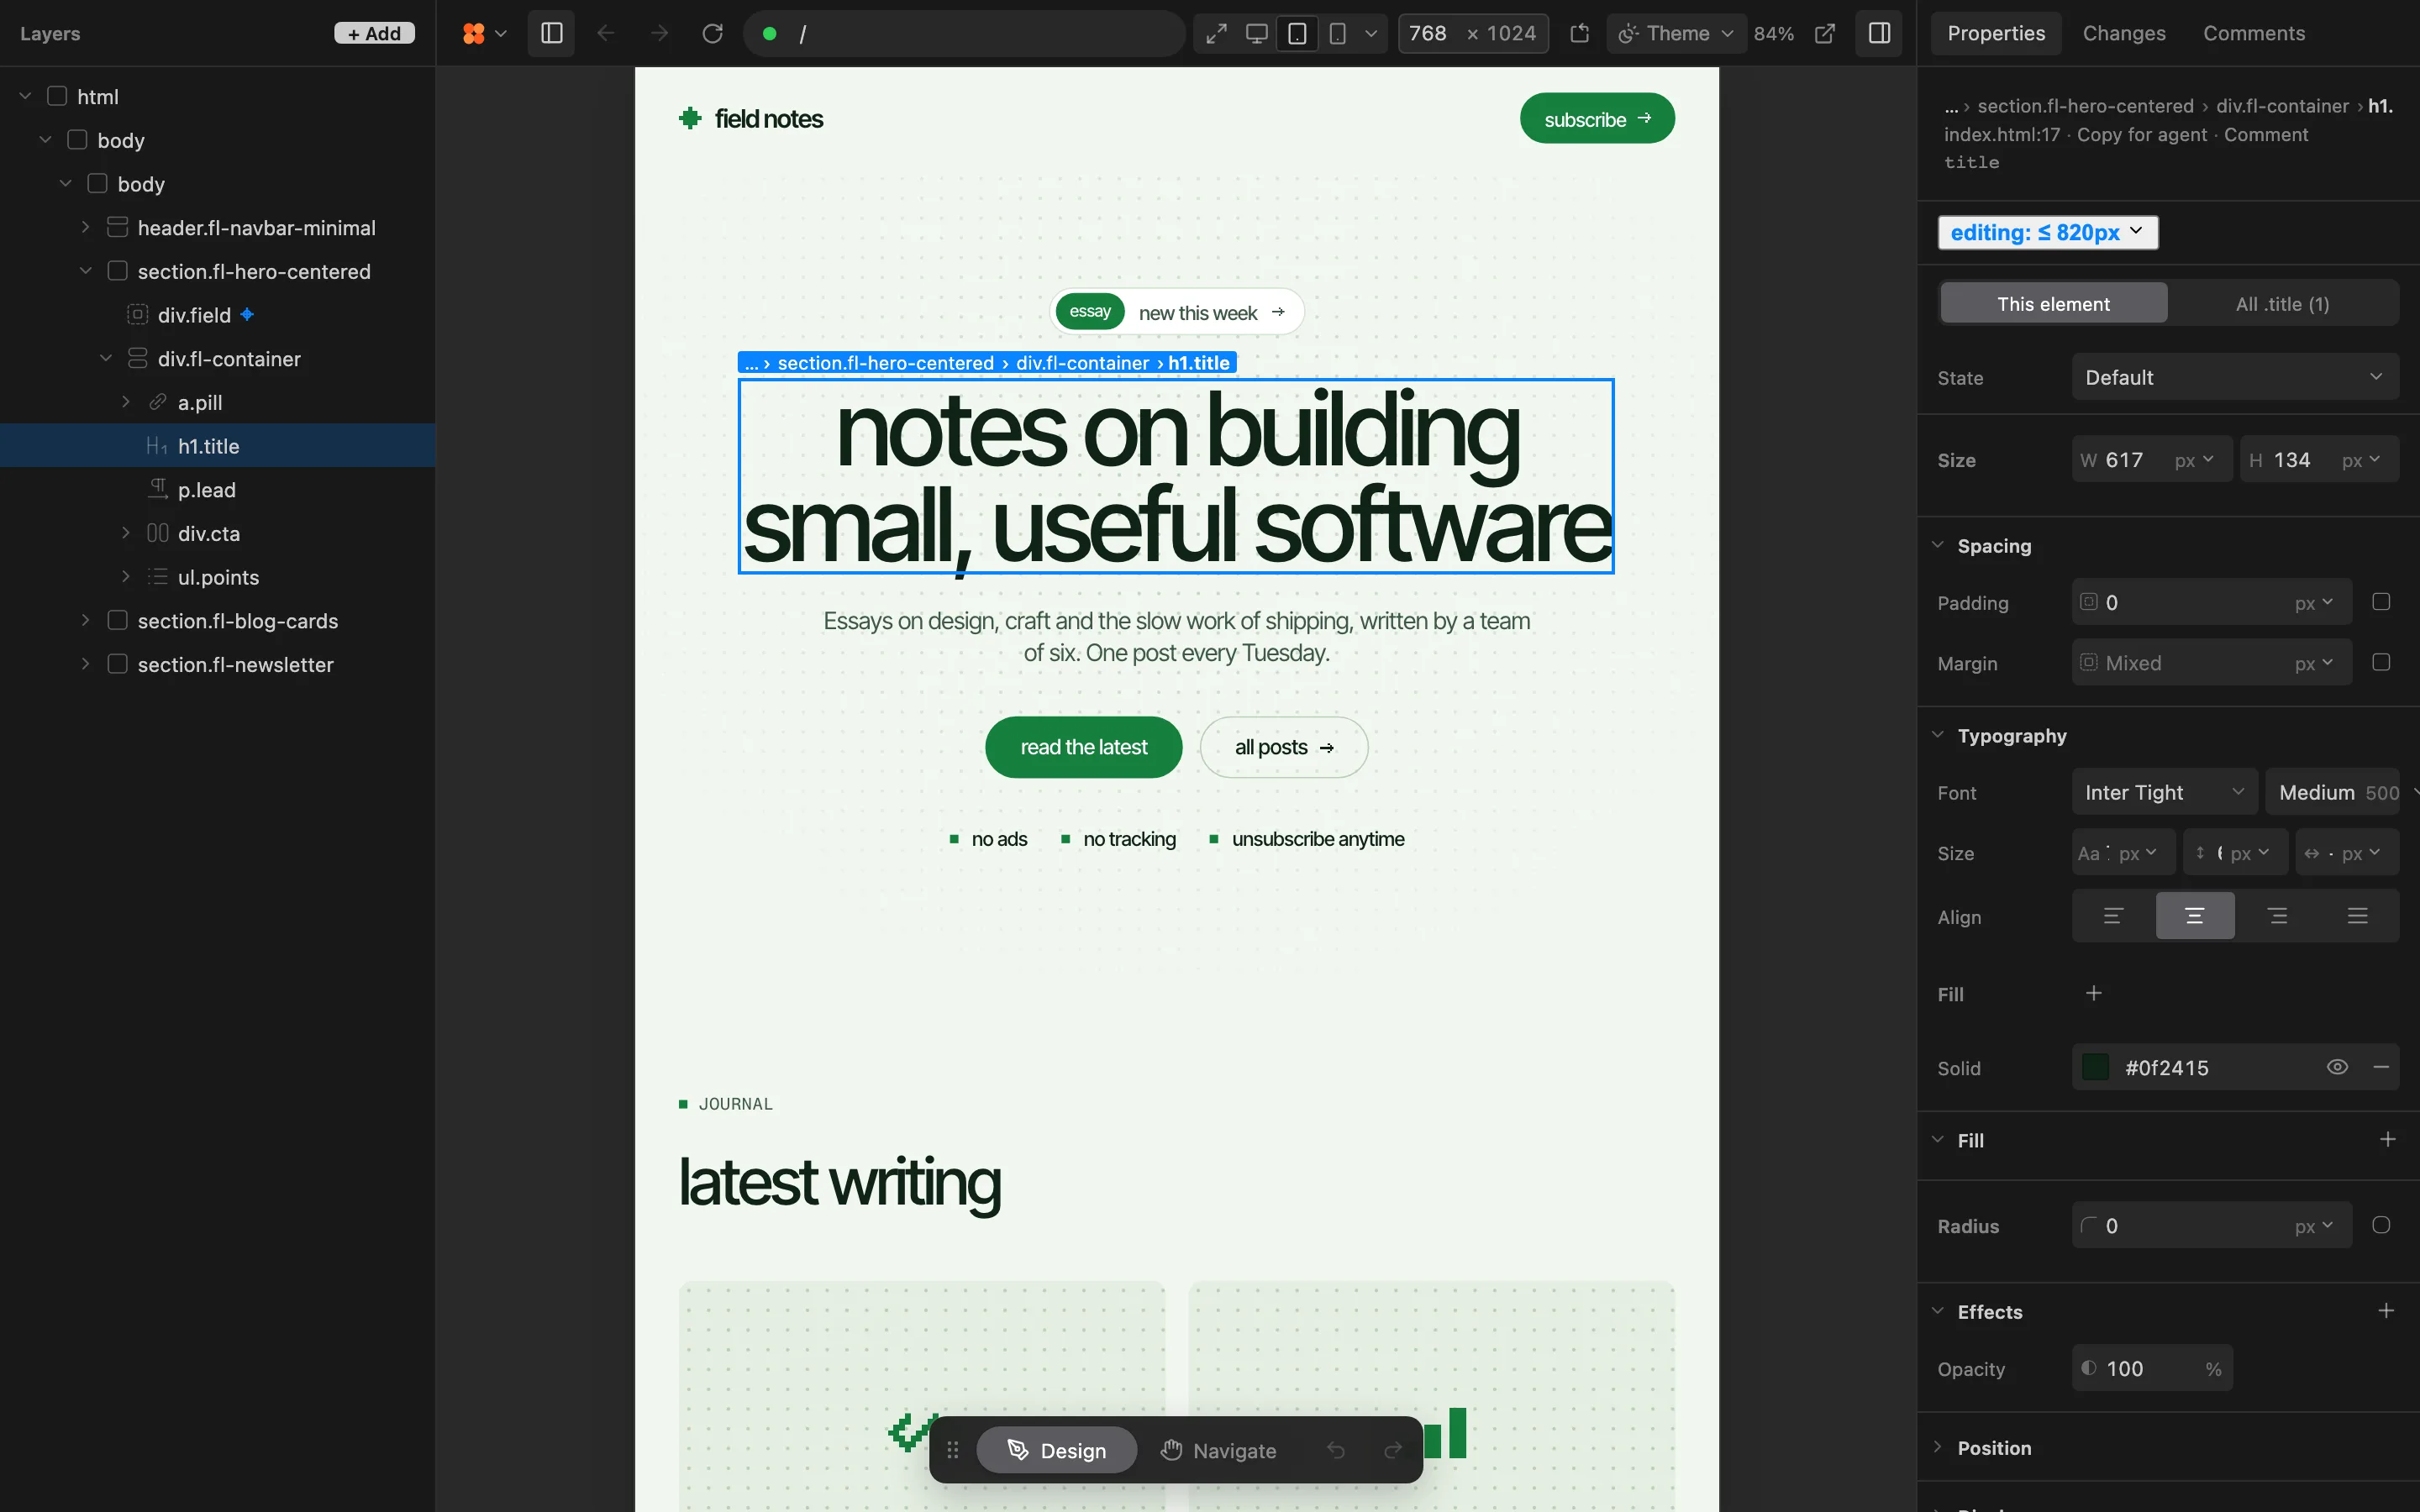 Layers
+ Add
/
768 × 1024
Theme
84%
Properties
Changes
Comments
html
body
body
header.fl-navbar-minimal
section.fl-hero-centered
div.field
div.fl-container
a.pill
H1 h1.title
p.lead
div.cta
ul.points
section.fl-blog-cards
section.fl-newsletter
field notes
subscribe →
essay new this week →
... › section.fl-hero-centered › div.fl-container › h1.title
notes on building
small, useful software
Essays on design, craft and the slow work of shipping, written by a team
of six. One post every Tuesday.
read the latest
all posts →
no ads
no tracking
unsubscribe anytime
JOURNAL
latest writing
Design
Navigate
... › section.fl-hero-centered › div.fl-container › h1.
index.html:17 · Copy for agent · Comment
title
editing: ≤ 820px
This element
All .title (1)
State
Default
Size
W 617 px
H 134 px
Spacing
Padding
0 px
Margin
Mixed px
Typography
Font
Inter Tight
Medium 500
Size
Aa px
px
px
Align
Fill
Solid
#0f2415
Fill
Radius
0 px
Effects
Opacity
100 %
Position